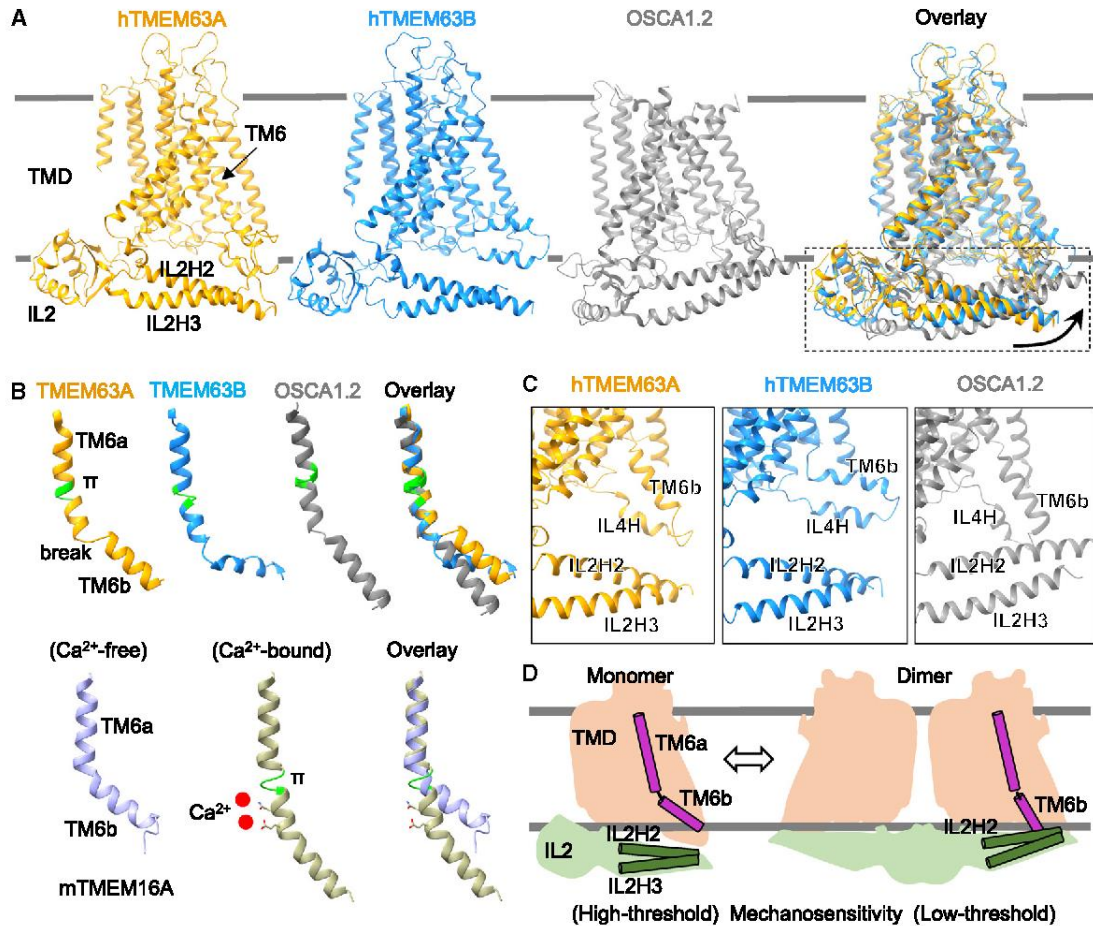 A
hTMEM63A
hTMEM63B
OSCA1.2
Overlay
TM6
TMD
IL2H2
IL2
IL2H3
B
TMEM63A
TMEM63B
OSCA1.2
Overlay
TM6a
π
break
TM6b
(Ca²⁺-free)
(Ca²⁺-bound)
Overlay
TM6a
π
Ca²⁺
TM6b
mTMEM16A
C
hTMEM63A
hTMEM63B
OSCA1.2
TM6b
IL4H
IL2H2
IL2H3
TM6b
IL4H
IL2H2
IL2H3
TM6b
IL4H
IL2H2
IL2H3
D
Monomer
Dimer
TMD
TM6a
TM6b
IL2H2
IL2
IL2H3
TM6b
IL2H2
(High-threshold) Mechanosensitivity (Low-threshold)